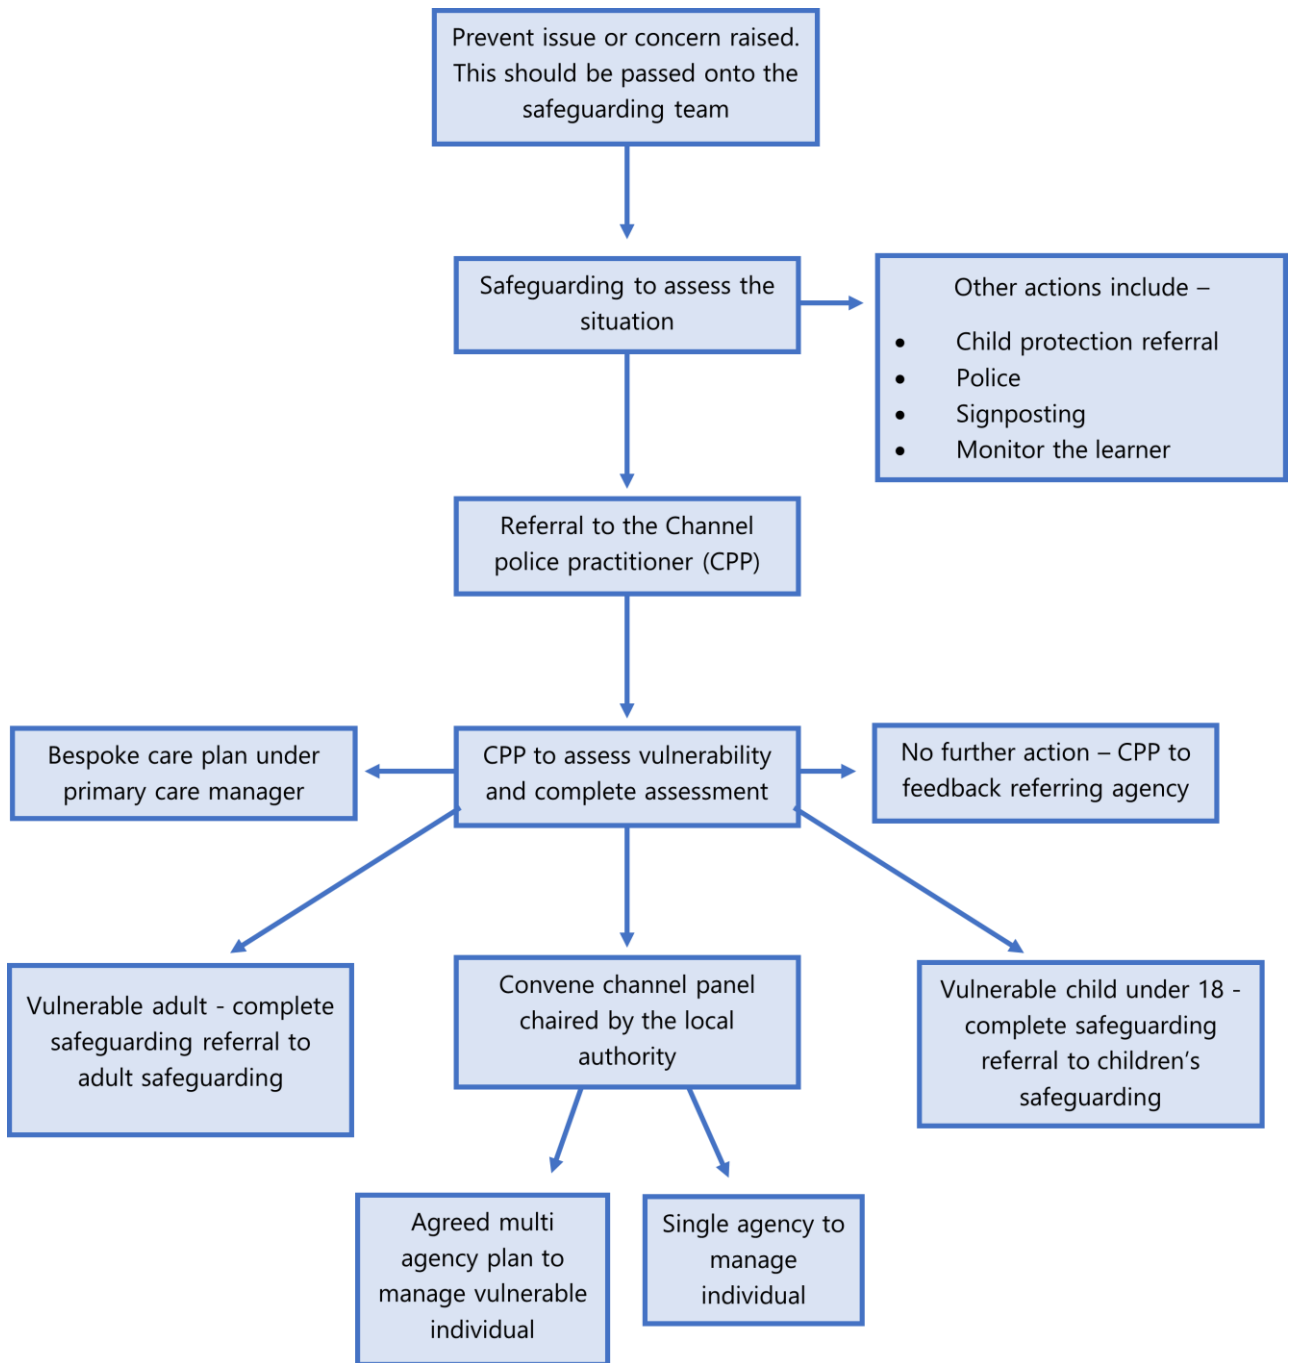 Prevent issue or concern raised.
This should be passed onto the
safeguarding team
Safeguarding to assess the
situation
Other actions include –
• Child protection referral
• Police
• Signposting
• Monitor the learner
Referral to the Channel
police practitioner (CPP)
Bespoke care plan under
primary care manager
CPP to assess vulnerability
and complete assessment
No further action – CPP to
feedback referring agency
Vulnerable adult - complete
safeguarding referral to
adult safeguarding
Convene channel panel
chaired by the local
authority
Vulnerable child under 18 -
complete safeguarding
referral to children’s
safeguarding
Agreed multi
agency plan to
manage vulnerable
individual
Single agency to
manage
individual